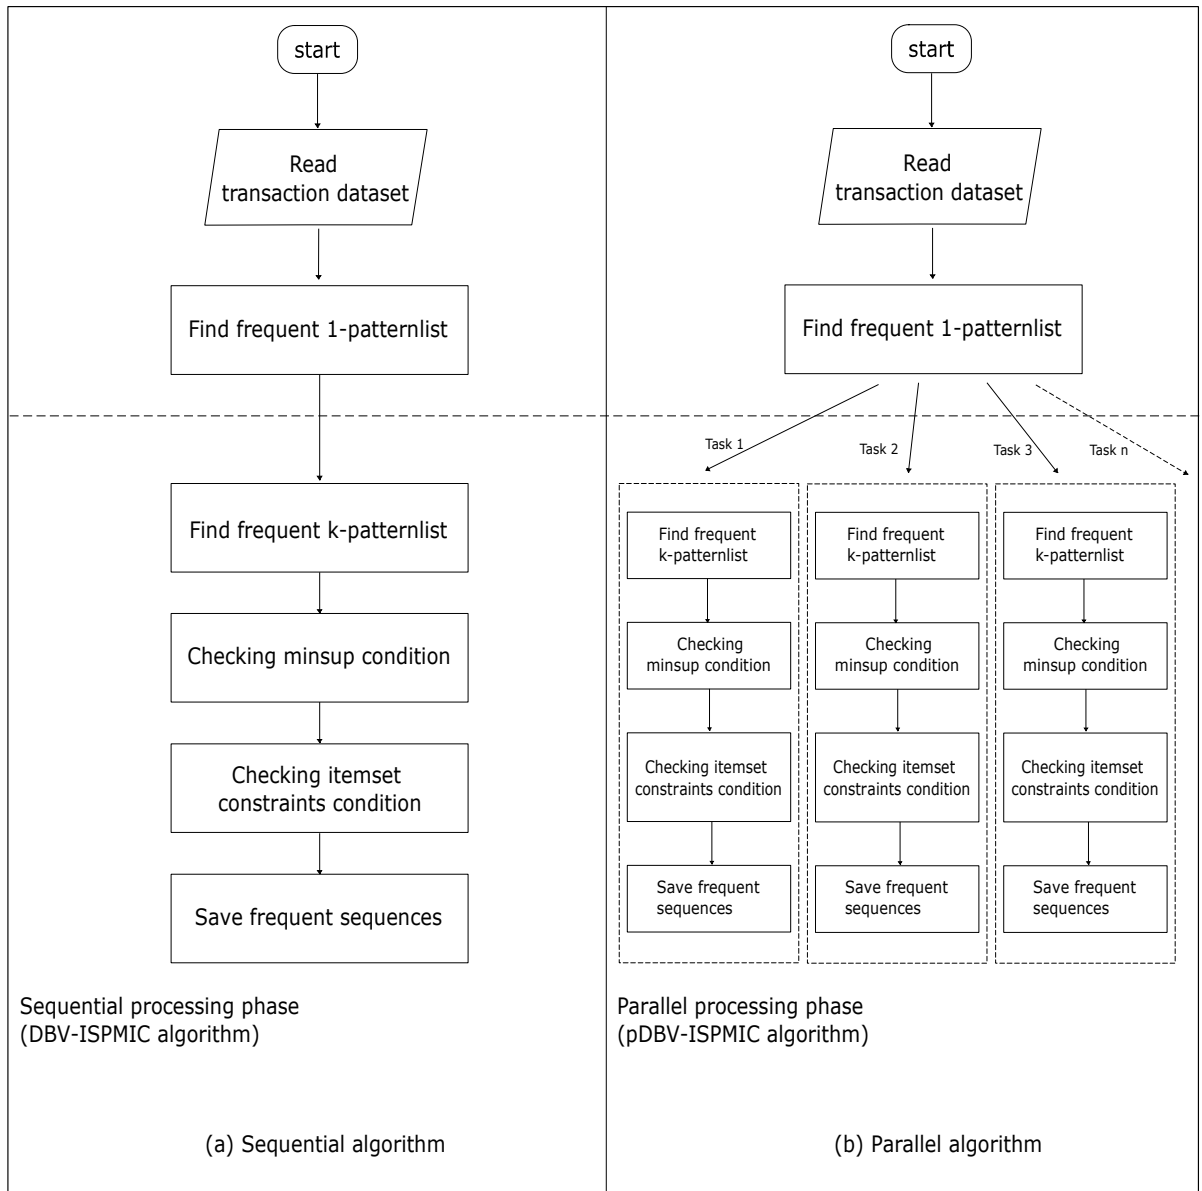 start
Read
transaction dataset
Find frequent 1-patternlist
Find frequent k-patternlist
Checking minsup condition
Checking itemset
constraints condition
Save frequent sequences
Sequential processing phase
(DBV-ISPMIC algorithm)
(a) Sequential algorithm
start
Read
transaction dataset
Find frequent 1-patternlist
Task 1
Task 2
Task 3
Task n
Find frequent
k-patternlist
Checking
minsup condition
Checking itemset
constraints condition
Save frequent
sequences
Find frequent
k-patternlist
Checking
minsup condition
Checking itemset
constraints condition
Save frequent
sequences
Find frequent
k-patternlist
Checking
minsup condition
Checking itemset
constraints condition
Save frequent
sequences
Parallel processing phase
(pDBV-ISPMIC algorithm)
(b) Parallel algorithm